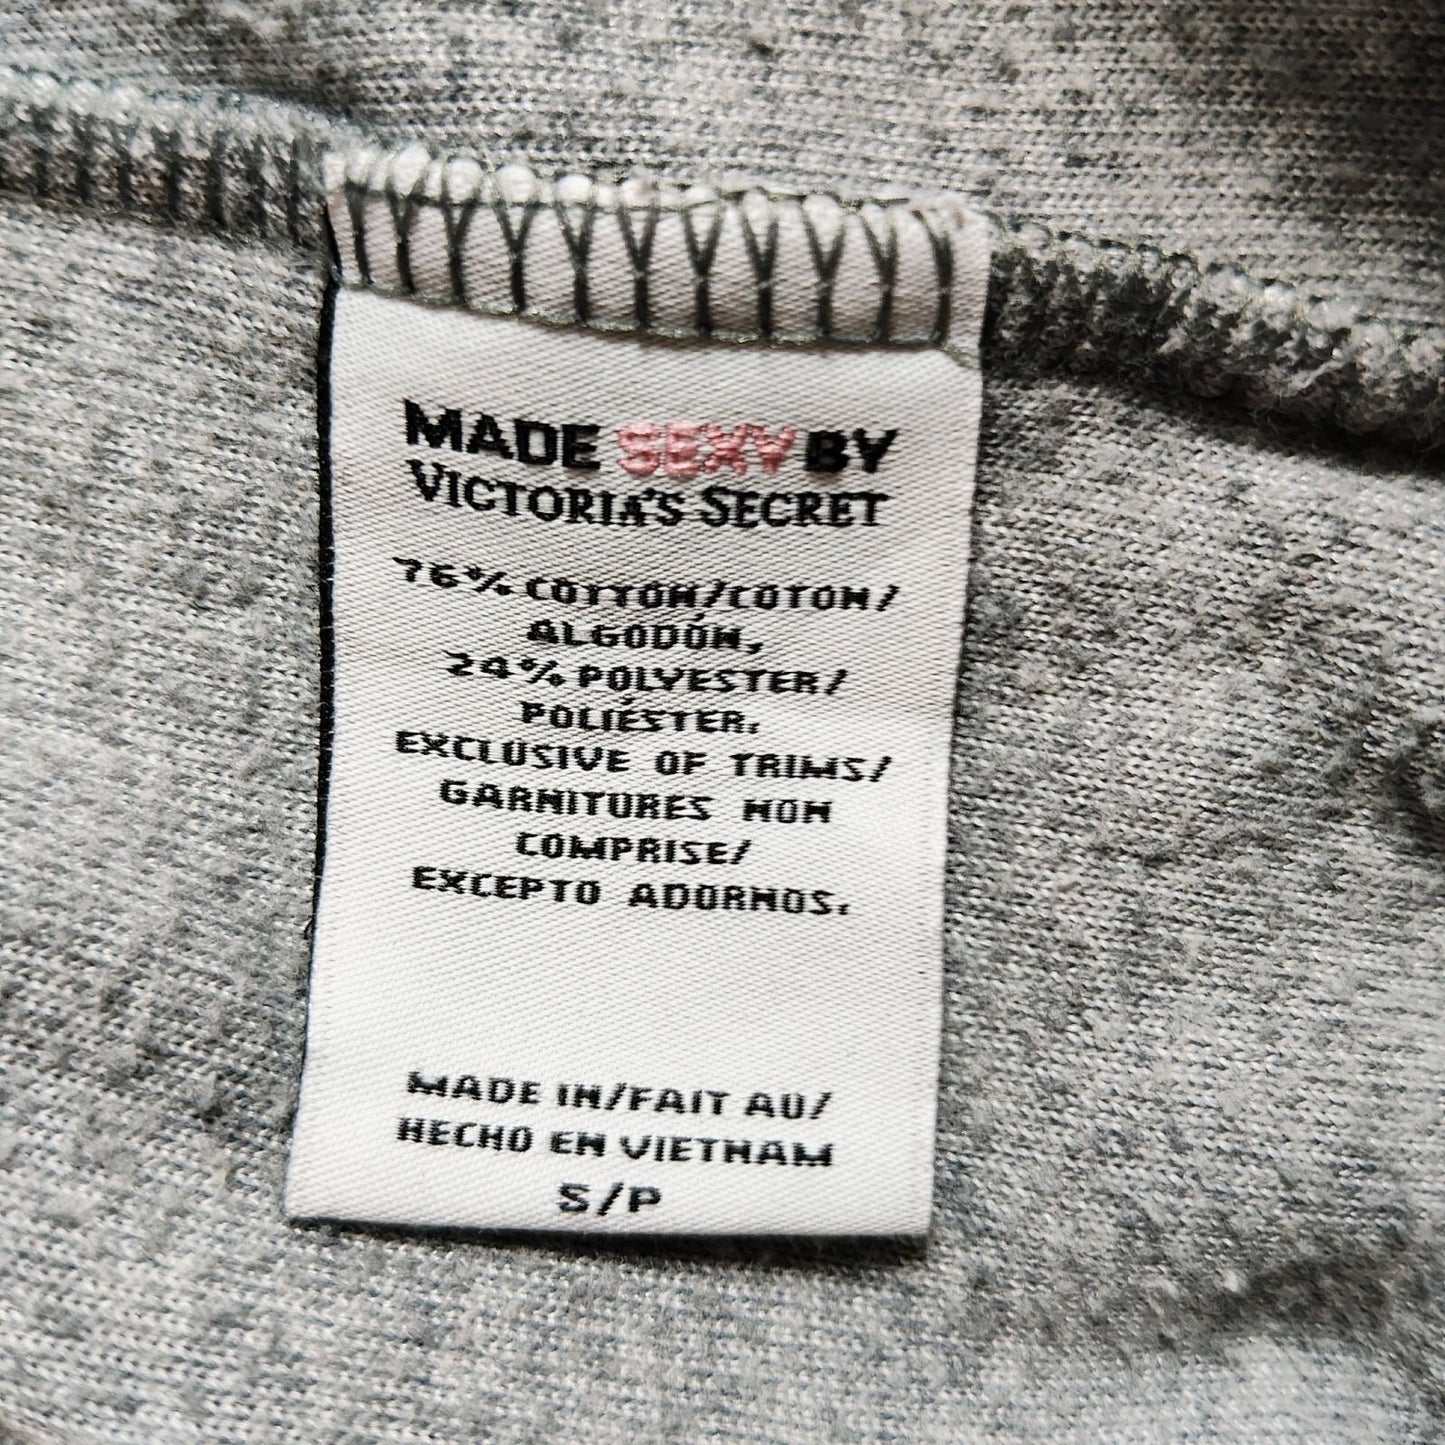 MADE SEXY BY
VICTORIA'S SECRET
76% COTTON/COTON/
ALGODÓN,
24% POLYESTER/
POLIÉSTER.
EXCLUSIVE OF TRIMS/
GARNITURES NON
COMPRISE/
EXCEPTO ADORNOS.
MADE IN/FAIT AU/
HECHO EN VIETNAM
S/P